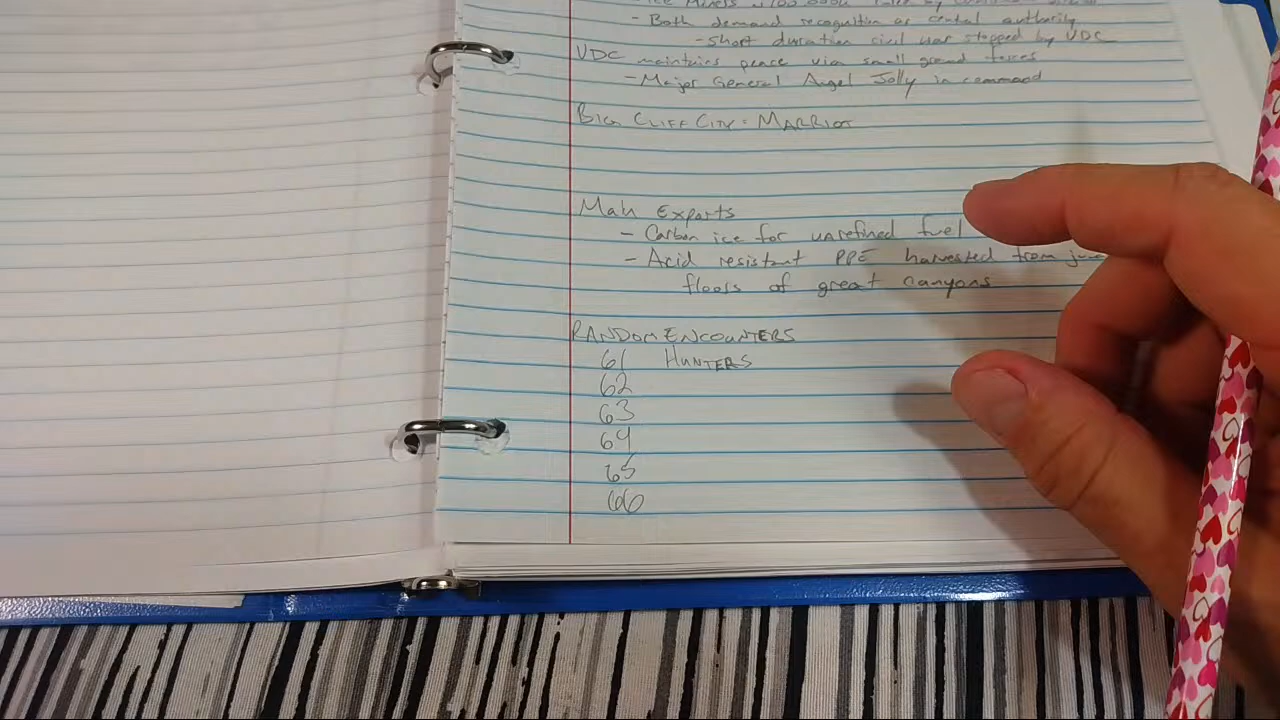 - Both demand recognition as central authority
- Short duration civil war stopped by VDC
VDC maintains peace via small ground forces
- Major General Angel Jolly in command
BIG CLIFF CITY = MARRIOT
Main Exports
- Carbon ice for unrefined fuel
- Acid resistant PPE harvested from
floors of great canyons
RANDOM ENCOUNTERS
61 HUNTERS
62
63
64
65
66